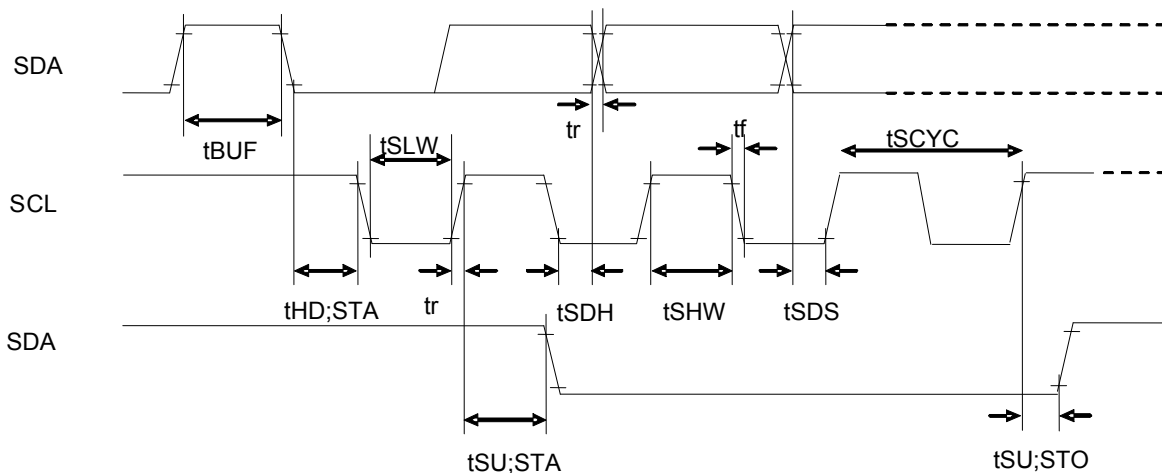 SDA
tBUF
tSLW
tr
tf
tSCYC
SCL
tHD;STA
tr
tSDH
tSHW
tSDS
SDA
tSU;STA
tSU;STO